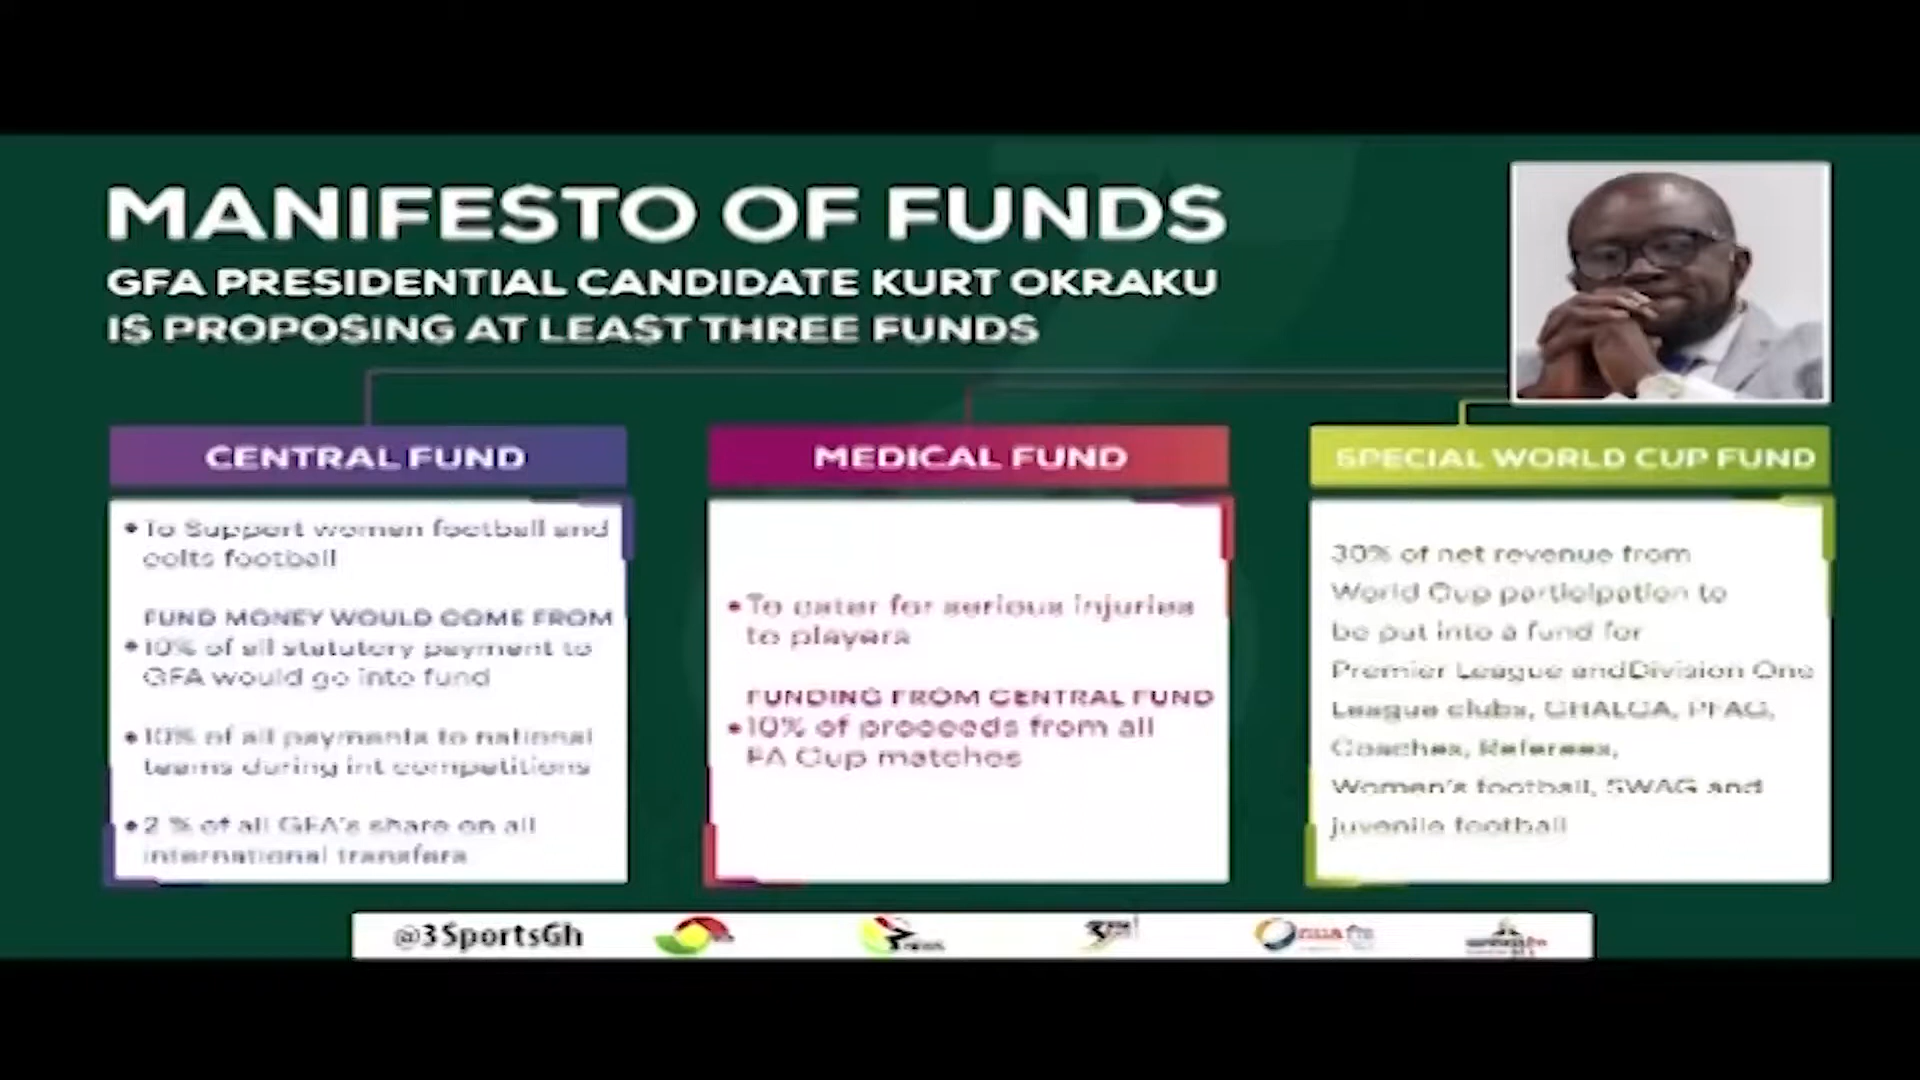 MANIFESTO OF FUNDS
GFA PRESIDENTIAL CANDIDATE KURT OKRAKU
IS PROPOSING AT LEAST THREE FUNDS
CENTRAL FUND
• To Support women football and
colts football
FUND MONEY WOULD COME FROM
• 10% of all statutory payment to
GFA would go into fund
• 10% of all payments to national
teams during int competitions
• 2 % of all GFA's share on all
international transfers
MEDICAL FUND
• To cater for serious injuries
to players
FUNDING FROM CENTRAL FUND
• 10% of proceeds from all
FA Cup matches
SPECIAL WORLD CUP FUND
30% of net revenue from
World Cup participation to
be put into a fund for
Premier League andDivision One
League clubs, GHALCA, PFAG,
Coaches, Referees,
Women's football, SWAG and
juvenile football
@3SportsGh